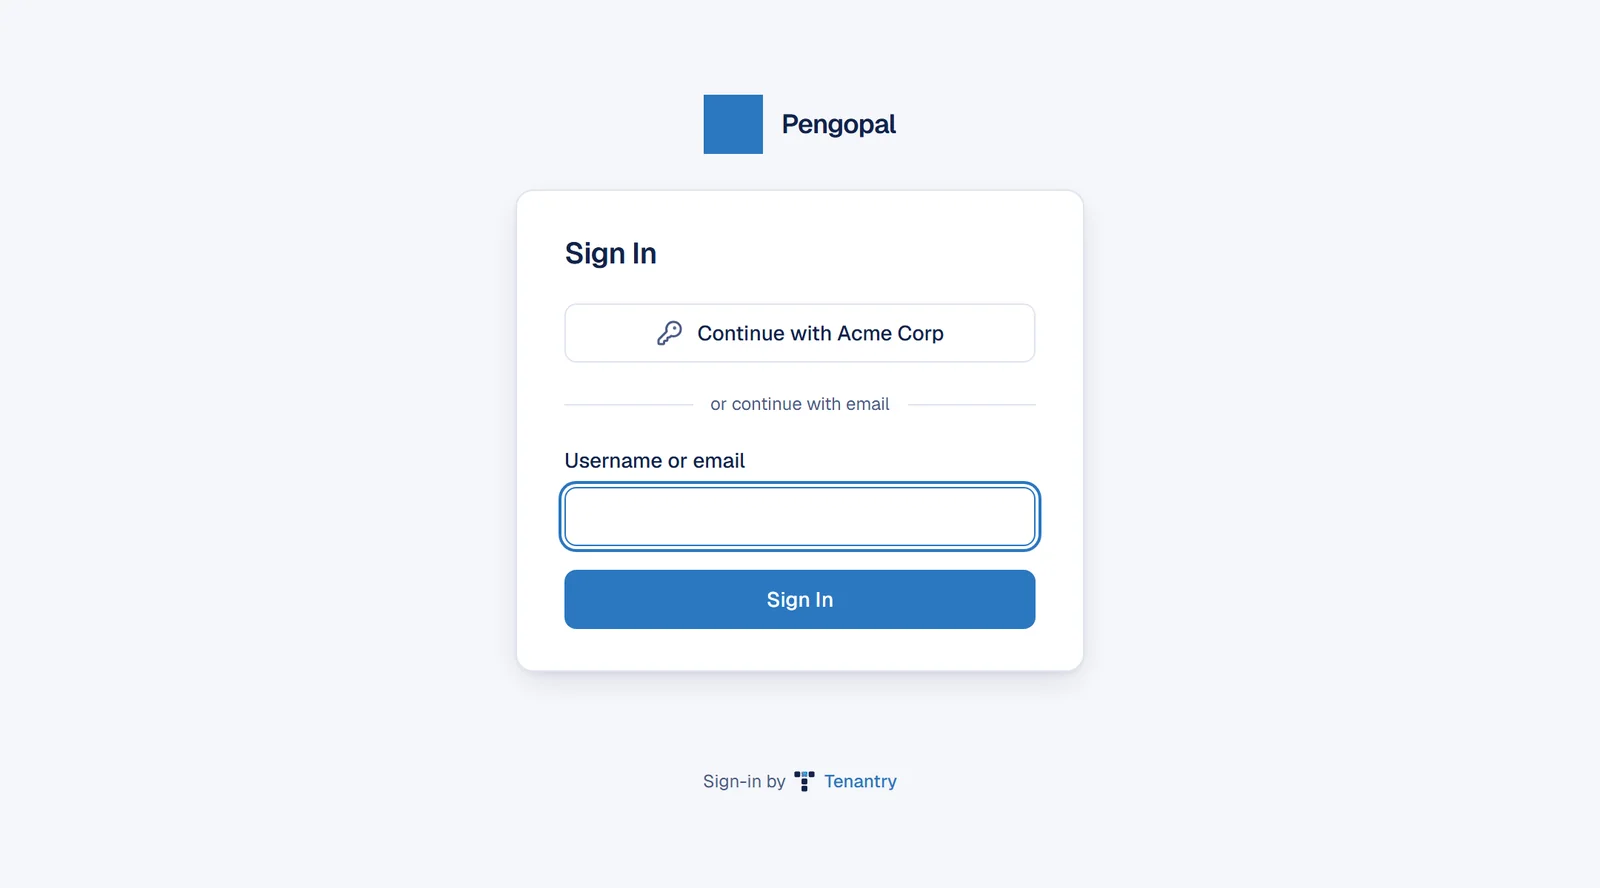 Pengopal
Sign In
Continue with Acme Corp
or continue with email
Username or email
Sign In
Sign-in by Tenantry